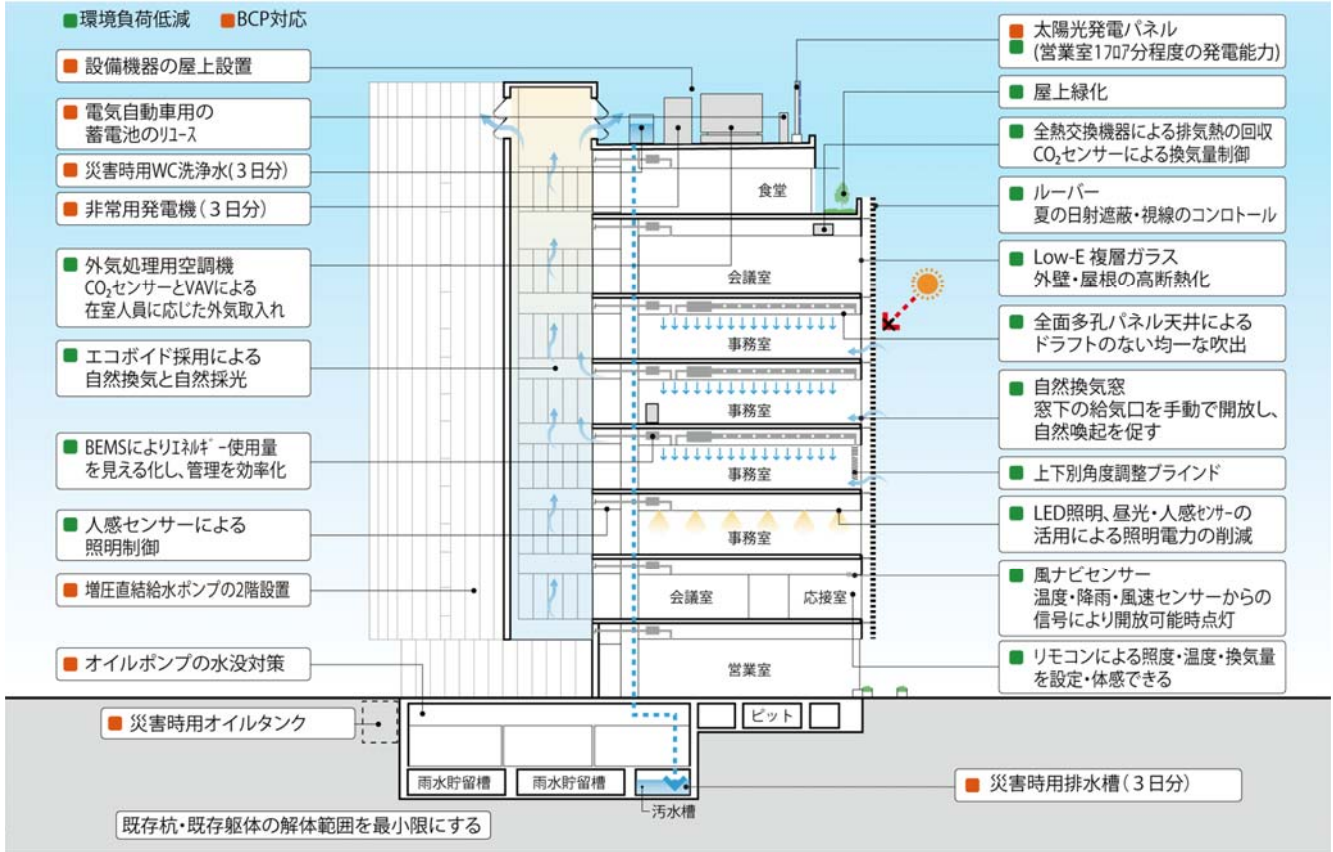 環境負荷低減 BCP対応
設備機器の屋上設置
電気自動車用の
蓄電池のリユース
災害時用WC洗浄水(3日分)
非常用発電機(3日分)
外気処理用空調機
CO₂センサーとVAVによる
在室人員に応じた外気取入れ
エコボイド採用による
自然換気と自然採光
BEMSによりエネルギー使用量
を見える化し、管理を効率化
人感センサーによる
照明制御
増圧直結給水ポンプの2階設置
オイルポンプの水没対策
災害時用オイルタンク
食堂
会議室
事務室
事務室
事務室
事務室
会議室
応接室
営業室
ピット
雨水貯留槽
雨水貯留槽
汚水槽
既存杭・既存躯体の解体範囲を最小限にする
太陽光発電パネル
(営業室1フロア分程度の発電能力)
屋上緑化
全熱交換機器による排気熱の回収
CO₂センサーによる換気量制御
ルーバー
夏の日射遮蔽・視線のコンロトール
Low-E 複層ガラス
外壁・屋根の高断熱化
全面多孔パネル天井による
ドラフトのない均一な吹出
自然換気窓
窓下の給気口を手動で開放し、
自然喚起を促す
上下別角度調整ブラインド
LED照明、昼光・人感センサーの
活用による照明電力の削減
風ナビセンサー
温度・降雨・風速センサーからの
信号により開放可能時点灯
リモコンによる照度・温度・換気量
を設定・体感できる
災害時用排水槽(3日分)